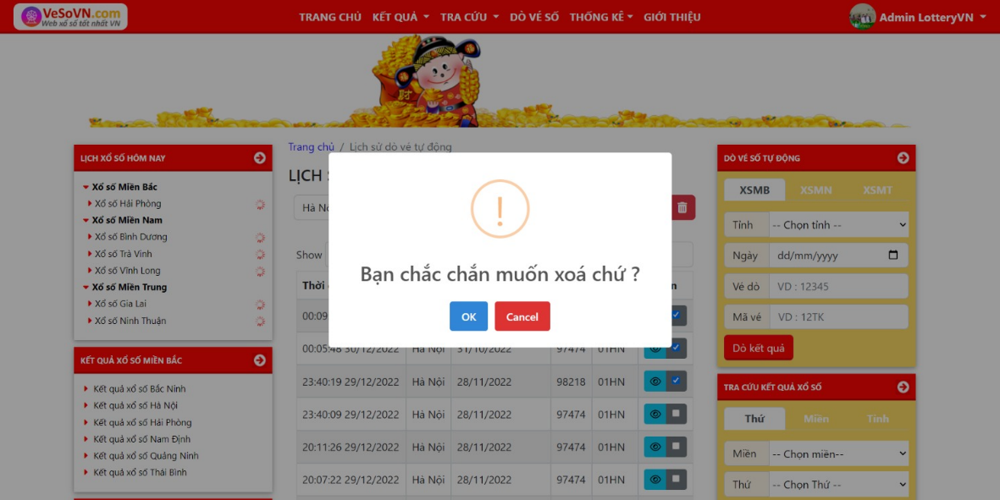 VeSoVN.com
Web xổ số tốt nhất VN
TRANG CHỦ KẾT QUẢ TRA CỨU DÒ VÉ SỐ THỐNG KÊ GIỚI THIỆU
Admin LotteryVN
Trang chủ / Lịch sử dò vé tự động
LỊCH XỔ SỐ HÔM NAY
Xổ số Miền Bắc
Xổ số Hải Phòng
Xổ số Miền Nam
Xổ số Bình Dương
Xổ số Trà Vinh
Xổ số Vĩnh Long
Xổ số Miền Trung
Xổ số Gia Lai
Xổ số Ninh Thuận
KẾT QUẢ XỔ SỐ MIỀN BẮC
Kết quả xổ số Bắc Ninh
Kết quả xổ số Hà Nội
Kết quả xổ số Hải Phòng
Kết quả xổ số Nam Định
Kết quả xổ số Quảng Ninh
Kết quả xổ số Thái Bình
LỊCH
Hà
Show
Thời
Bạn chắc chắn muốn xoá chứ ?
OK Cancel
00:09
00:05:48 30/12/2022 Hà Nội 31/10/2022 97474 01HN
23:40:19 29/12/2022 Hà Nội 28/11/2022 98218 01HN
23:40:09 29/12/2022 Hà Nội 28/11/2022 97474 01HN
20:11:26 29/12/2022 Hà Nội 28/11/2022 97474 01HN
20:07:22 29/12/2022 Hà Nội 28/11/2022 97474 01HN
DÒ VÉ SỐ TỰ ĐỘNG
XSMB XSMN XSMT
Tỉnh -- Chọn tỉnh --
Ngày dd/mm/yyyy
Vé dò VD : 12345
Mã vé VD : 12TK
Dò kết quả
TRA CỨU KẾT QUẢ XỔ SỐ
Thứ Miền Tỉnh
Miền -- Chọn miền--
Thứ -- Chọn Thứ --